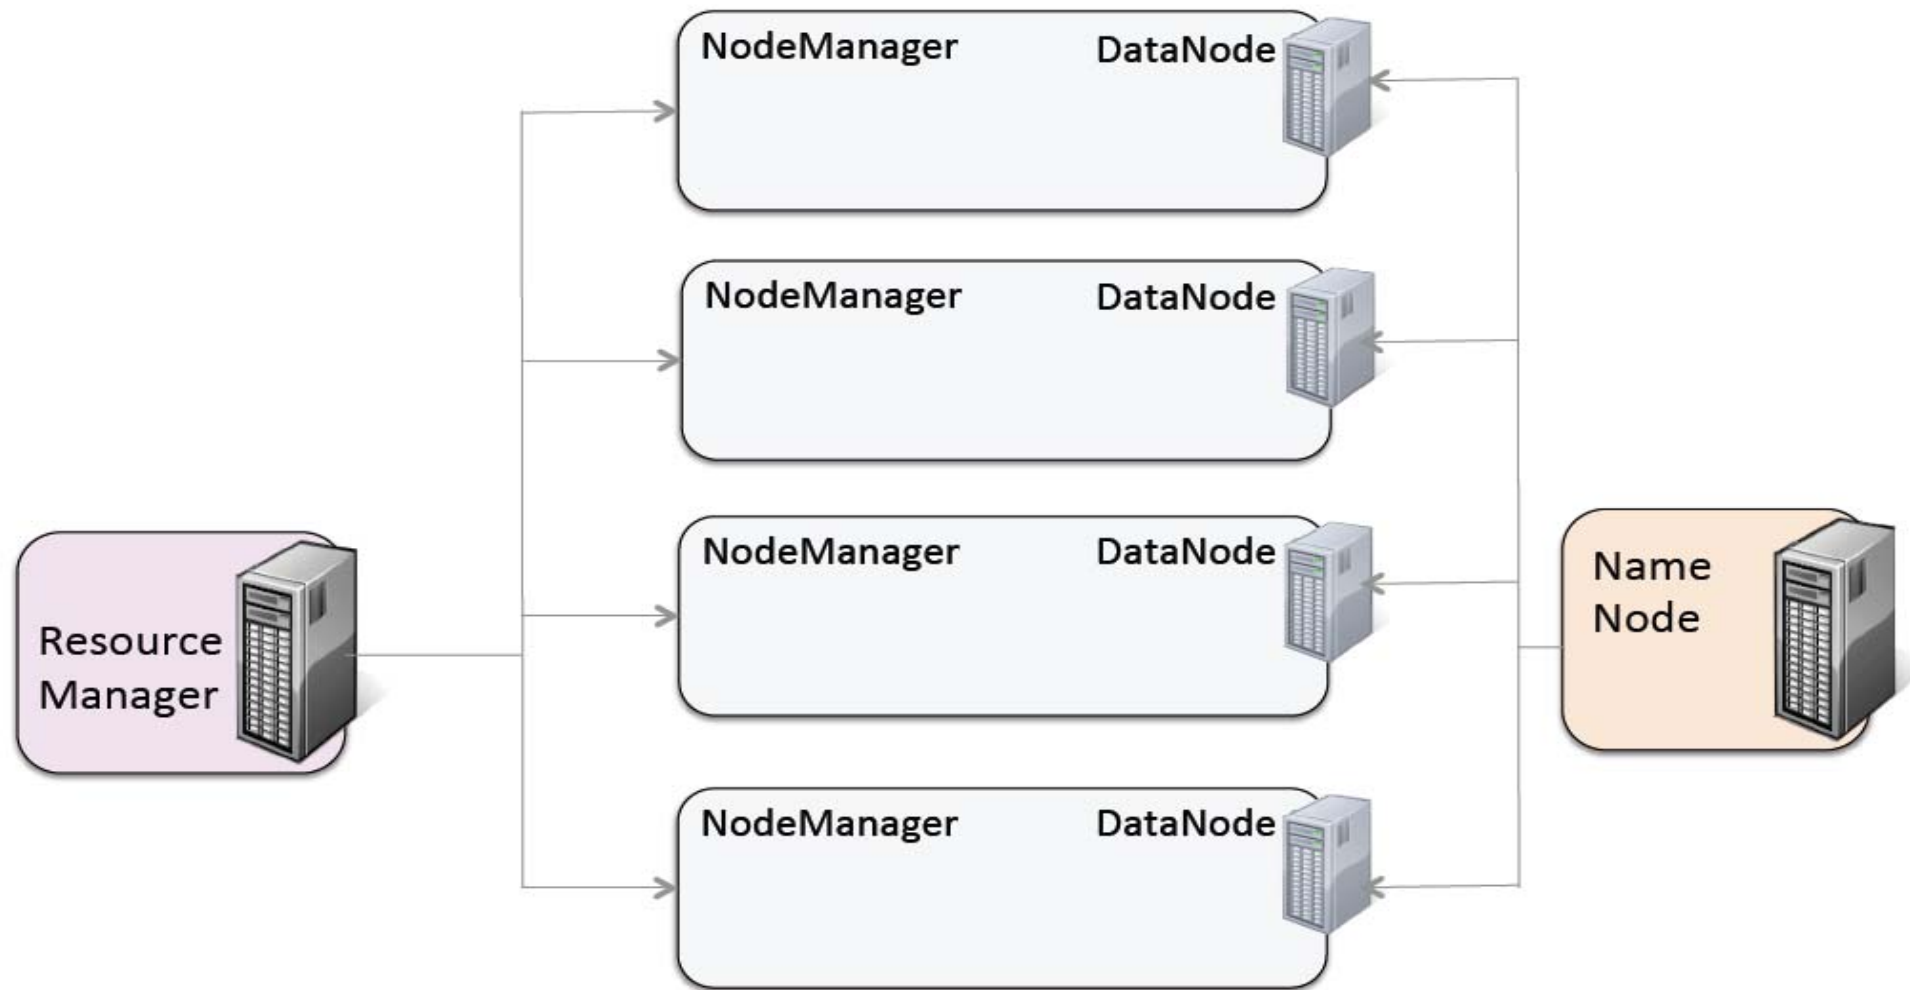 NodeManager DataNode
NodeManager DataNode
NodeManager DataNode
NodeManager DataNode
Resource
Manager
Name
Node